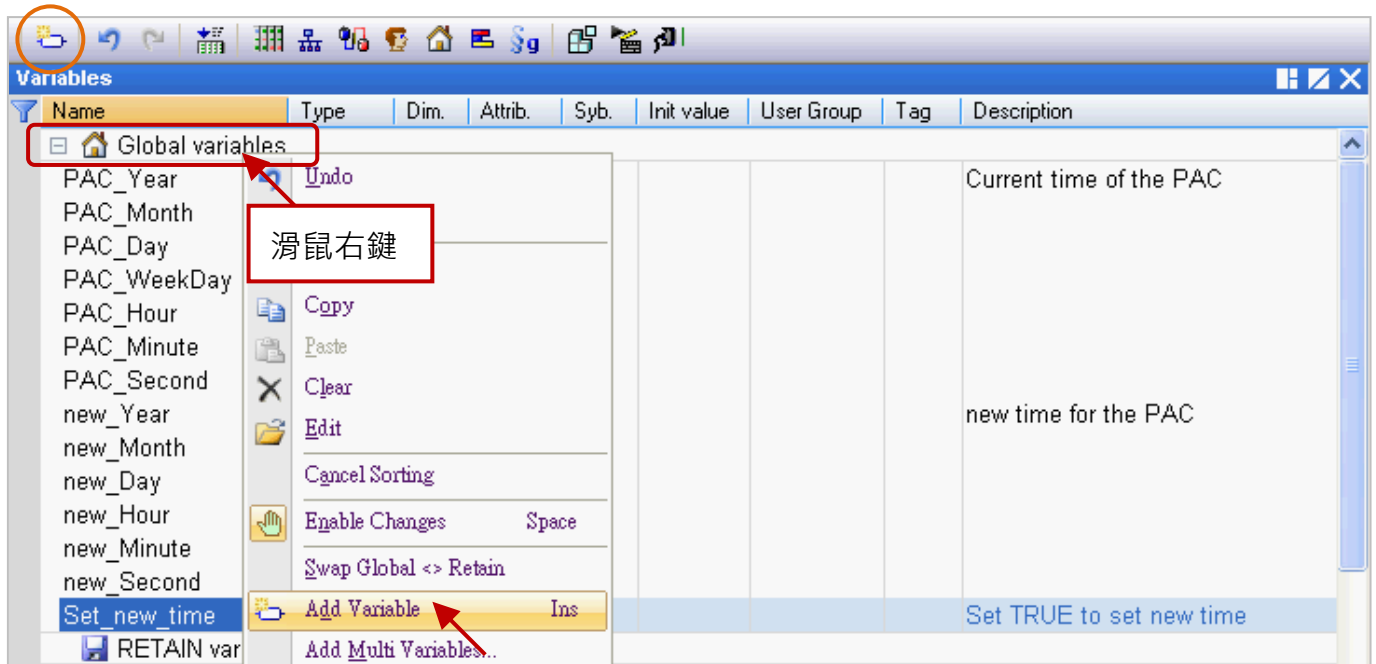 §g
Variables
Name Type Dim. Attrib. Syb. Init value User Group Tag Description
Global variables
PAC_Year Undo Current time of the PAC
PAC_Month
滑鼠右鍵
PAC_Day
PAC_WeekDay
PAC_Hour Copy
PAC_Minute Paste
PAC_Second Clear
new_Year Edit new time for the PAC
new_Month
new_Day Cancel Sorting
new_Hour Enable Changes Space
new_Minute
new_Second Swap Global <> Retain
Set_new_time Add Variable Ins Set TRUE to set new time
RETAIN var Add Multi Variables...